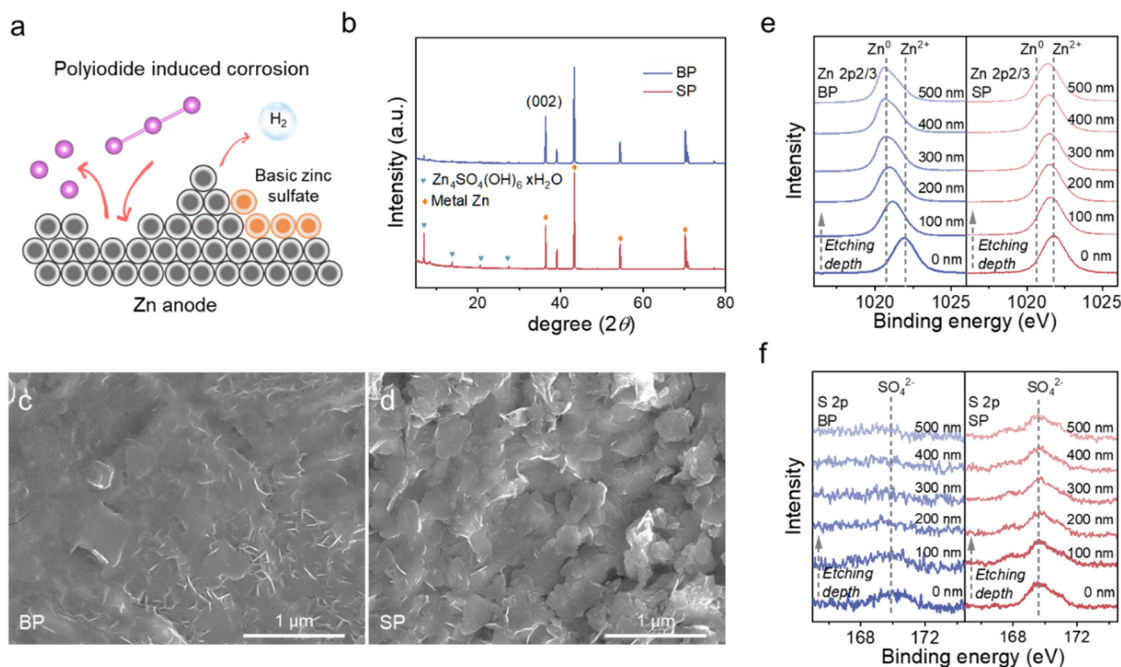 a
Polyiodide induced corrosion
H₂
Basic zinc
sulfate
Zn anode
b
Intensity (a.u.)
BP
SP
(002)
Zn₄SO₄(OH)₆ xH₂O
Metal Zn
20 40 60 80
degree (2θ)
c
BP
1 μm
d
SP
1 μm
e
Zn⁰ Zn²⁺ Zn⁰ Zn²⁺
Zn 2p2/3
BP
Zn 2p2/3
SP
500 nm 500 nm
400 nm 400 nm
300 nm 300 nm
200 nm 200 nm
100 nm 100 nm
0 nm 0 nm
Etching
depth
Etching
depth
Intensity
1020 1025 1020 1025
Binding energy (eV)
f
SO₄²⁻ SO₄²⁻
S 2p
BP
S 2p
SP
500 nm 500 nm
400 nm 400 nm
300 nm 300 nm
200 nm 200 nm
100 nm 100 nm
0 nm 0 nm
Etching
depth
Etching
depth
Intensity
168 172 168 172
Binding energy (eV)